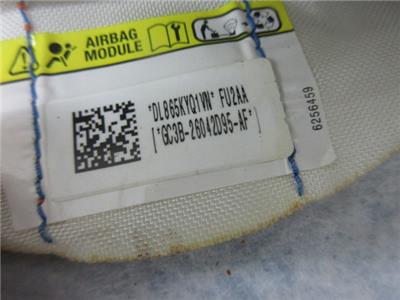 AIRBAG
MODULE
*DL865KYQ1VN* FU2AA
[*GC3B-26042D95-AF*]
6256459